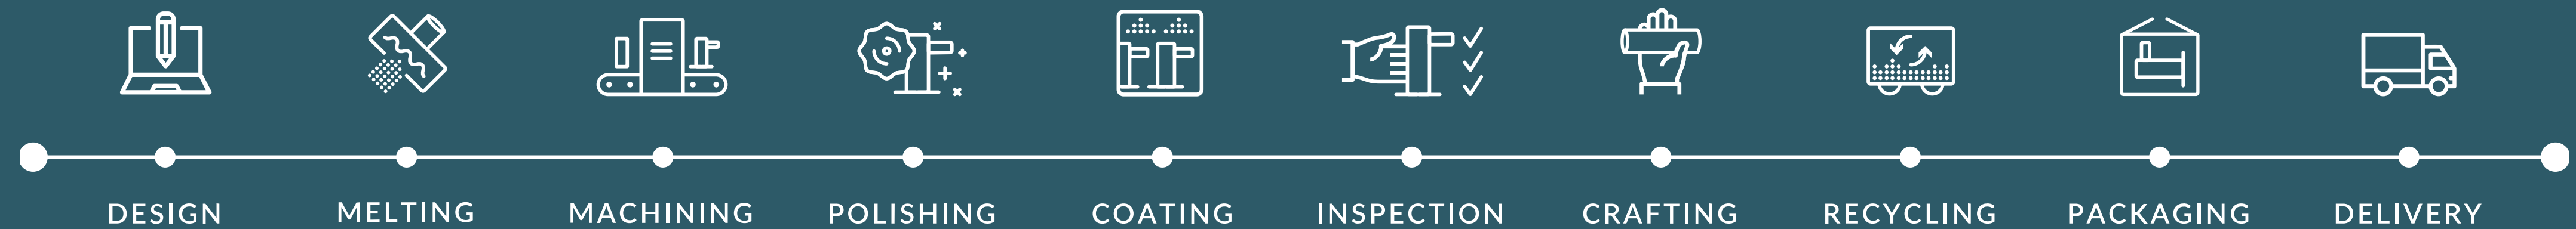 DESIGN MELTING MACHINING POLISHING COATING INSPECTION CRAFTING RECYCLING PACKAGING DELIVERY